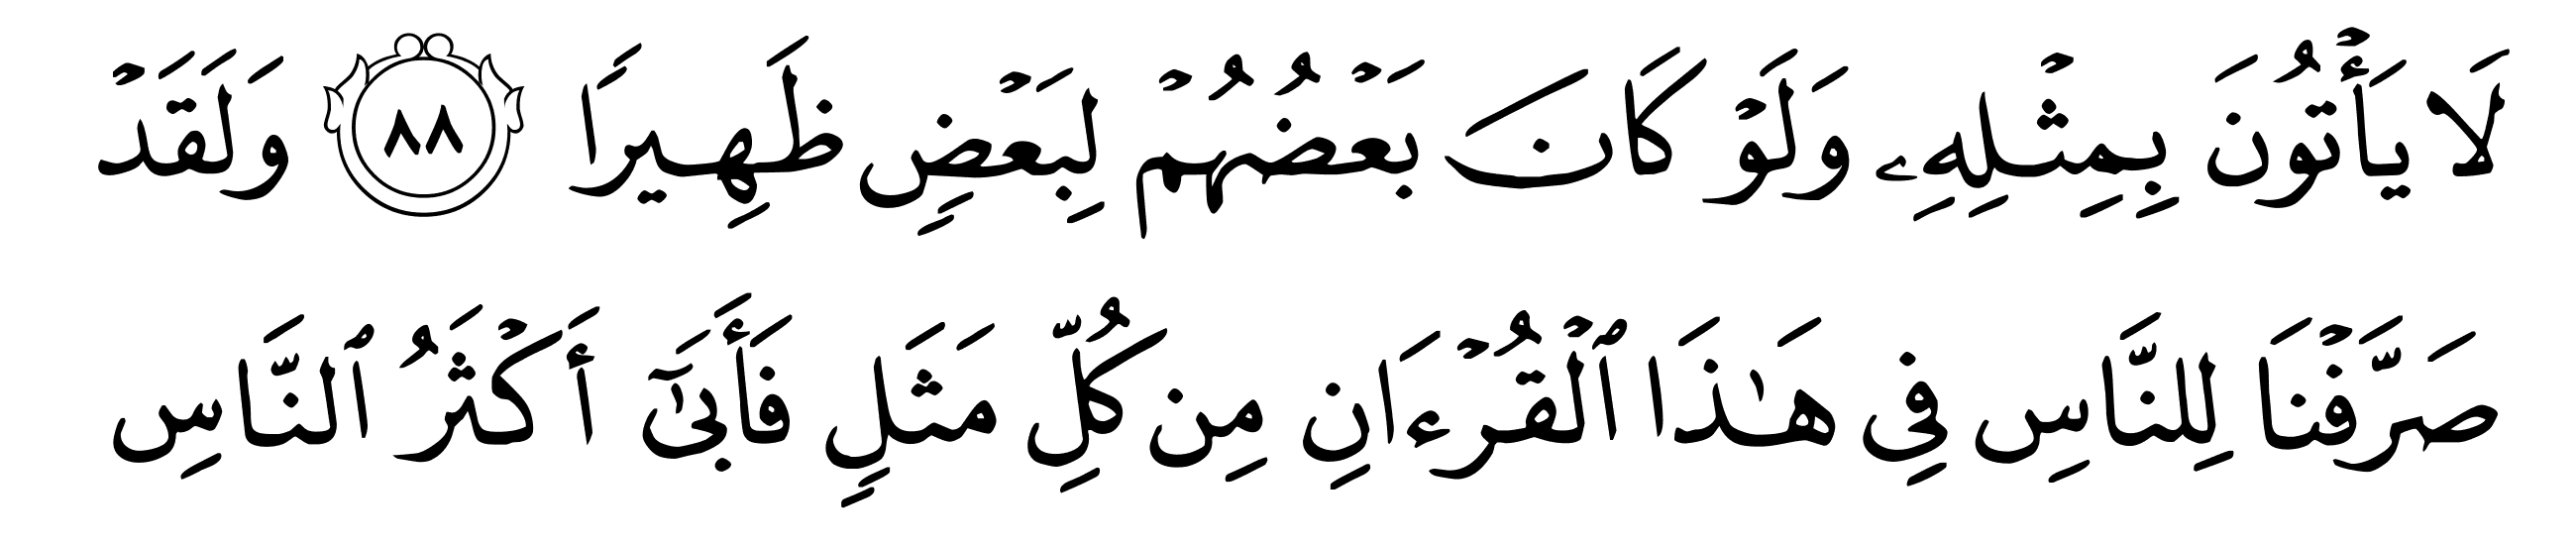 لَا يَأۡتُونَ بِمِثۡلِهِۦ وَلَوۡ كَانَ بَعۡضُهُمۡ لِبَعۡضٖ ظَهِيرٗا ٨٨ وَلَقَدۡ
صَرَّفۡنَا لِلنَّاسِ فِي هَٰذَا ٱلۡقُرۡءَانِ مِن كُلِّ مَثَلٖ فَأَبَىٰٓ أَكۡثَرُ ٱلنَّاسِ